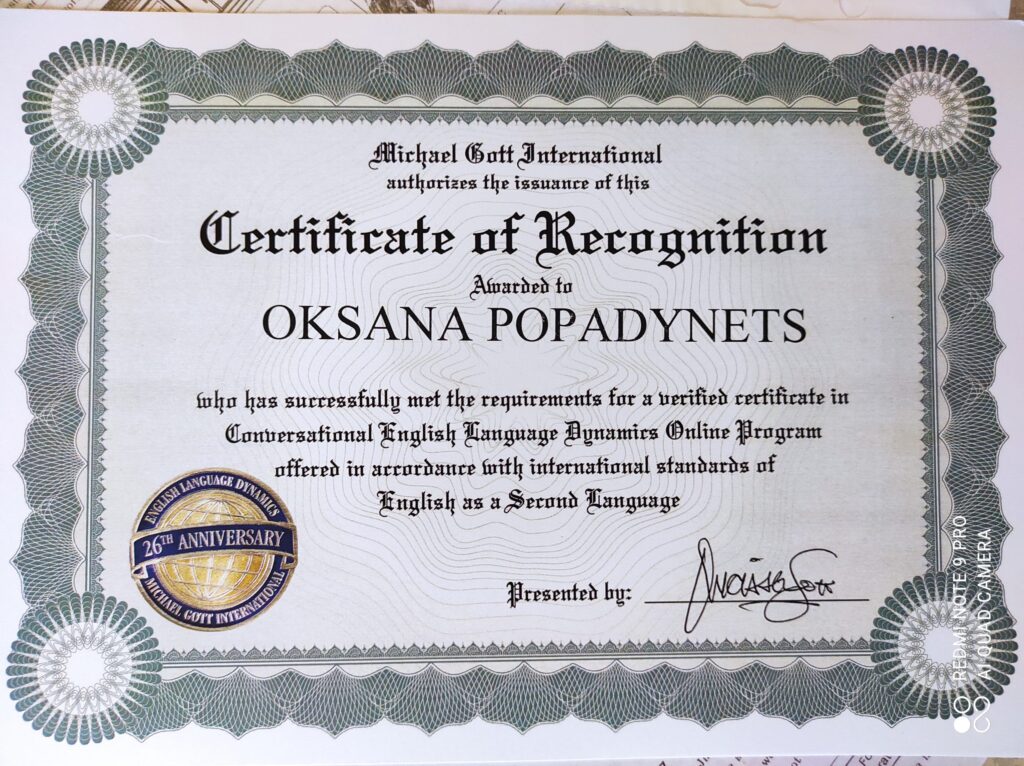 Michael Gott International
authorizes the issuance of this
Certificate of Recognition
Awarded to
OKSANA POPADYNETS
who has successfully met the requirements for a verified certificate in
Conversational English Language Dynamics Online Program
offered in accordance with international standards of
English as a Second Language
ENGLISH LANGUAGE DYNAMICS
26TH ANNIVERSARY
MICHAEL GOTT INTERNATIONAL
Presented by:
REDMI NOTE 9 PRO
AI QUAD CAMERA